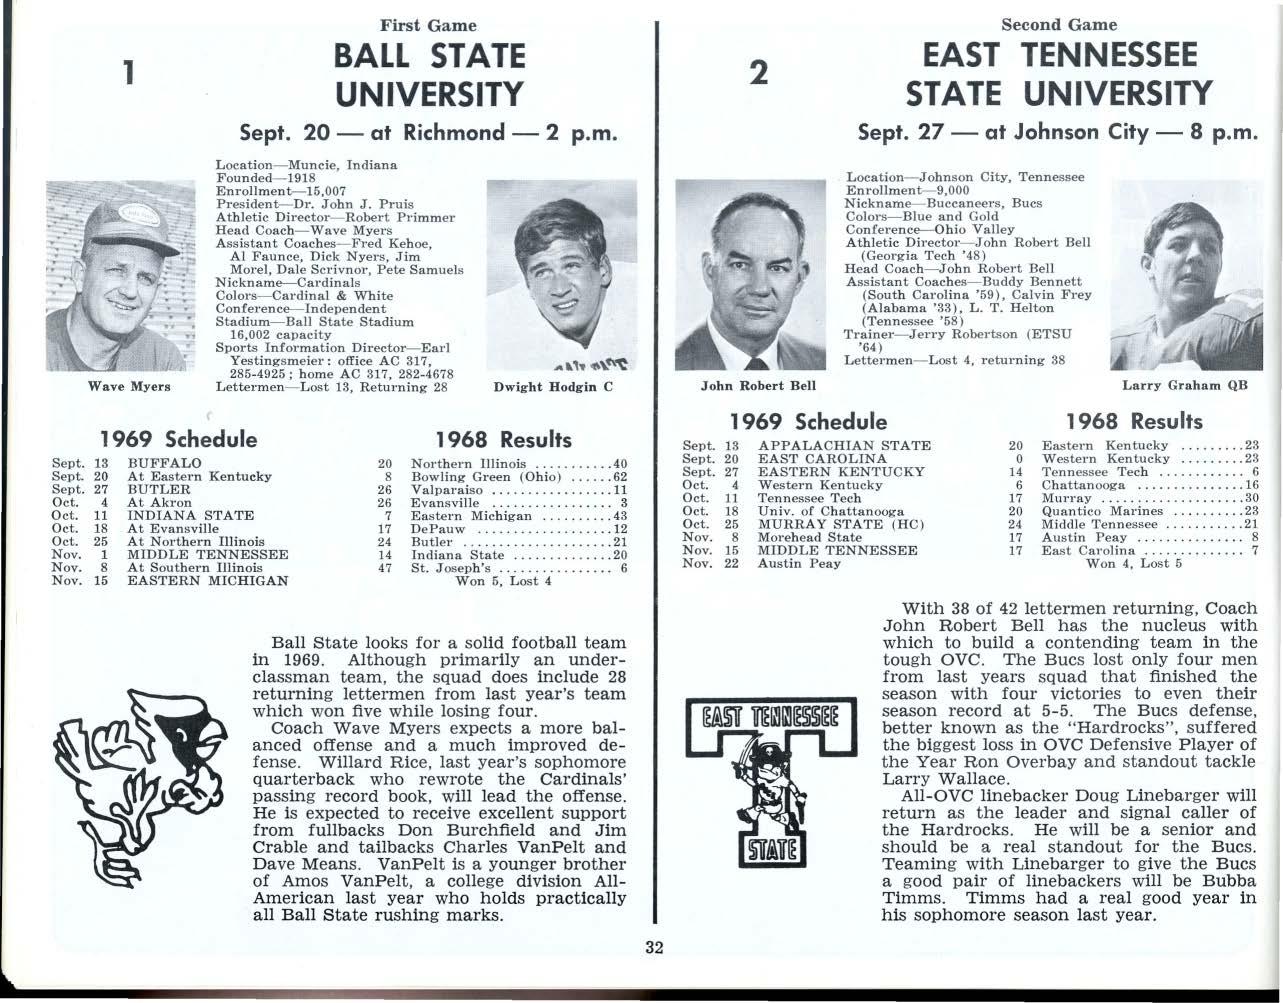 First Game
1
BALL STATE
UNIVERSITY
Sept. 20 — at Richmond — 2 p.m.
Location—Muncie, Indiana
Founded—1918
Enrollment—15,007
President—Dr. John J. Pruis
Athletic Director—Robert Primmer
Head Coach—Wave Myers
Assistant Coaches—Fred Kehoe,
Al Faunce, Dick Nyers, Jim
Morel, Dale Scrivnor, Pete Samuels
Nickname—Cardinals
Colors—Cardinal & White
Conference—Independent
Stadium—Ball State Stadium
16,002 capacity
Sports Information Director—Earl
Yestingsmeier: office AC 317,
285-4925; home AC 317, 282-4678
Lettermen—Lost 13, Returning 28
Wave Myers
Dwight Hodgin C
1969 Schedule
Sept. 13 BUFFALO
Sept. 20 At Eastern Kentucky
Sept. 27 BUTLER
Oct. 4 At Akron
Oct. 11 INDIANA STATE
Oct. 18 At Evansville
Oct. 25 At Northern Illinois
Nov. 1 MIDDLE TENNESSEE
Nov. 8 At Southern Illinois
Nov. 15 EASTERN MICHIGAN
1968 Results
20 Northern Illinois ...........40
8 Bowling Green (Ohio) ......62
26 Valparaiso .................11
26 Evansville ................. 3
7 Eastern Michigan ..........43
17 DePauw ....................12
24 Butler .....................21
14 Indiana State ..............20
47 St. Joseph's ................ 6
Won 5, Lost 4
Ball State looks for a solid football team
in 1969. Although primarily an under-
classman team, the squad does include 28
returning lettermen from last year's team
which won five while losing four.
Coach Wave Myers expects a more bal-
anced offense and a much improved de-
fense. Willard Rice, last year's sophomore
quarterback who rewrote the Cardinals'
passing record book, will lead the offense.
He is expected to receive excellent support
from fullbacks Don Burchfield and Jim
Crable and tailbacks Charles VanPelt and
Dave Means. VanPelt is a younger brother
of Amos VanPelt, a college division All-
American last year who holds practically
all Ball State rushing marks.
Second Game
2
EAST TENNESSEE
STATE UNIVERSITY
Sept. 27 — at Johnson City — 8 p.m.
Location—Johnson City, Tennessee
Enrollment—9,000
Nickname—Buccaneers, Bucs
Colors—Blue and Gold
Conference—Ohio Valley
Athletic Director—John Robert Bell
(Georgia Tech '48)
Head Coach—John Robert Bell
Assistant Coaches—Buddy Bennett
(South Carolina '59), Calvin Frey
(Alabama '33), L. T. Helton
(Tennessee '58)
Trainer—Jerry Robertson (ETSU
'64)
Lettermen—Lost 4, returning 38
John Robert Bell
Larry Graham QB
1969 Schedule
Sept. 13 APPALACHIAN STATE
Sept. 20 EAST CAROLINA
Sept. 27 EASTERN KENTUCKY
Oct. 4 Western Kentucky
Oct. 11 Tennessee Tech
Oct. 18 Univ. of Chattanooga
Oct. 25 MURRAY STATE (HC)
Nov. 8 Morehead State
Nov. 15 MIDDLE TENNESSEE
Nov. 22 Austin Peay
1968 Results
20 Eastern Kentucky .........23
0 Western Kentucky .........23
14 Tennessee Tech ............ 6
6 Chattanooga ...............16
17 Murray ....................30
20 Quantico Marines ..........23
24 Middle Tennessee ..........21
17 Austin Peay ............... 8
17 East Carolina .............. 7
Won 4, Lost 5
With 38 of 42 lettermen returning, Coach
John Robert Bell has the nucleus with
which to build a contending team in the
tough OVC. The Bucs lost only four men
from last years squad that finished the
season with four victories to even their
season record at 5-5. The Bucs defense,
better known as the "Hardrocks", suffered
the biggest loss in OVC Defensive Player of
the Year Ron Overbay and standout tackle
Larry Wallace.
All-OVC linebacker Doug Linebarger will
return as the leader and signal caller of
the Hardrocks. He will be a senior and
should be a real standout for the Bucs.
Teaming with Linebarger to give the Bucs
a good pair of linebackers will be Bubba
Timms. Timms had a real good year in
his sophomore season last year.
EAST TENNESSEE
STATE
32